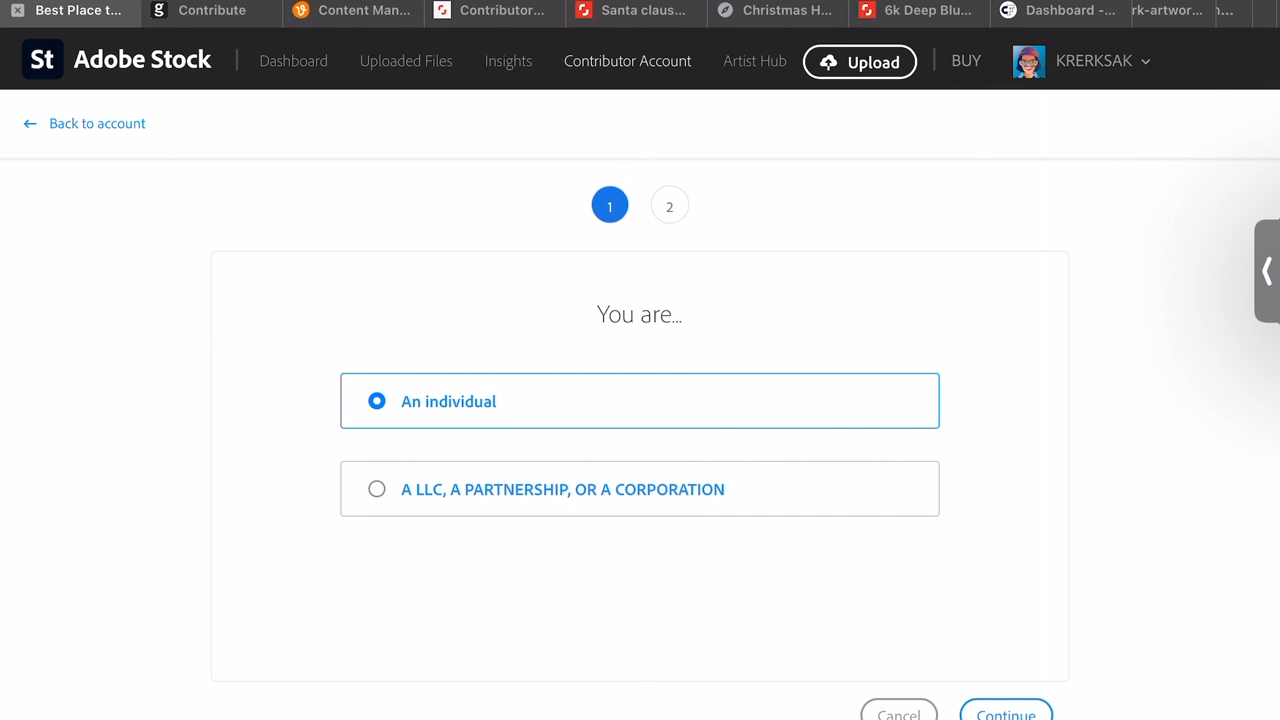 Best Place t... Contribute Content Man... Contributor... Santa claus... Christmas H... 6k Deep Blu... Dashboard -... rk-artwor...
St Adobe Stock Dashboard Uploaded Files Insights Contributor Account Artist Hub Upload BUY KRERKSAK
← Back to account
1 2
You are...
An individual
A LLC, A PARTNERSHIP, OR A CORPORATION
Cancel Continue